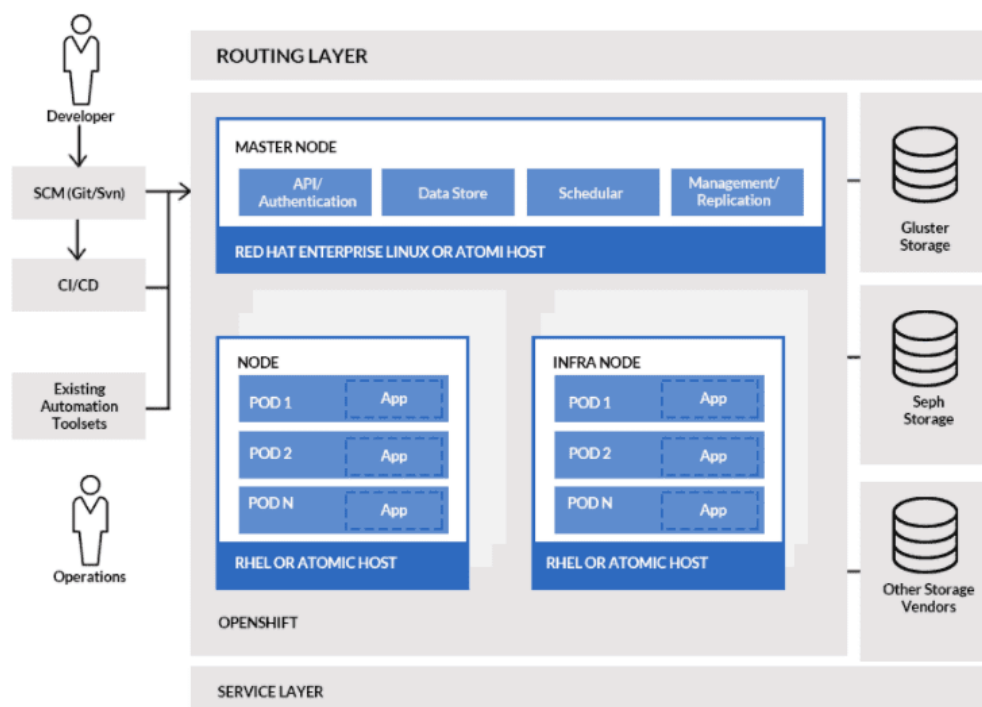 Developer
SCM (Git/Svn)
CI/CD
Existing
Automation
Toolsets
Operations
ROUTING LAYER
MASTER NODE
API/
Authentication
Data Store
Schedular
Management/
Replication
RED HAT ENTERPRISE LINUX OR ATOMI HOST
NODE
POD 1
App
POD 2
App
POD N
App
RHEL OR ATOMIC HOST
INFRA NODE
POD 1
App
POD 2
App
POD N
App
RHEL OR ATOMIC HOST
OPENSHIFT
Gluster
Storage
Seph
Storage
Other Storage
Vendors
SERVICE LAYER